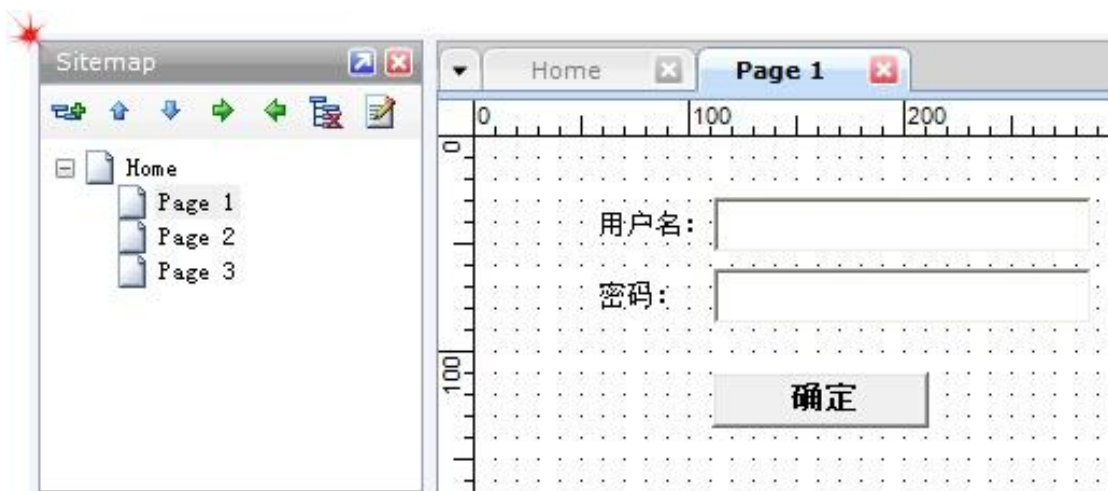 Sitemap
Home
Page 1
Page 2
Page 3
Home Page 1
0 100 200
0
100
用户名:
密码:
确定